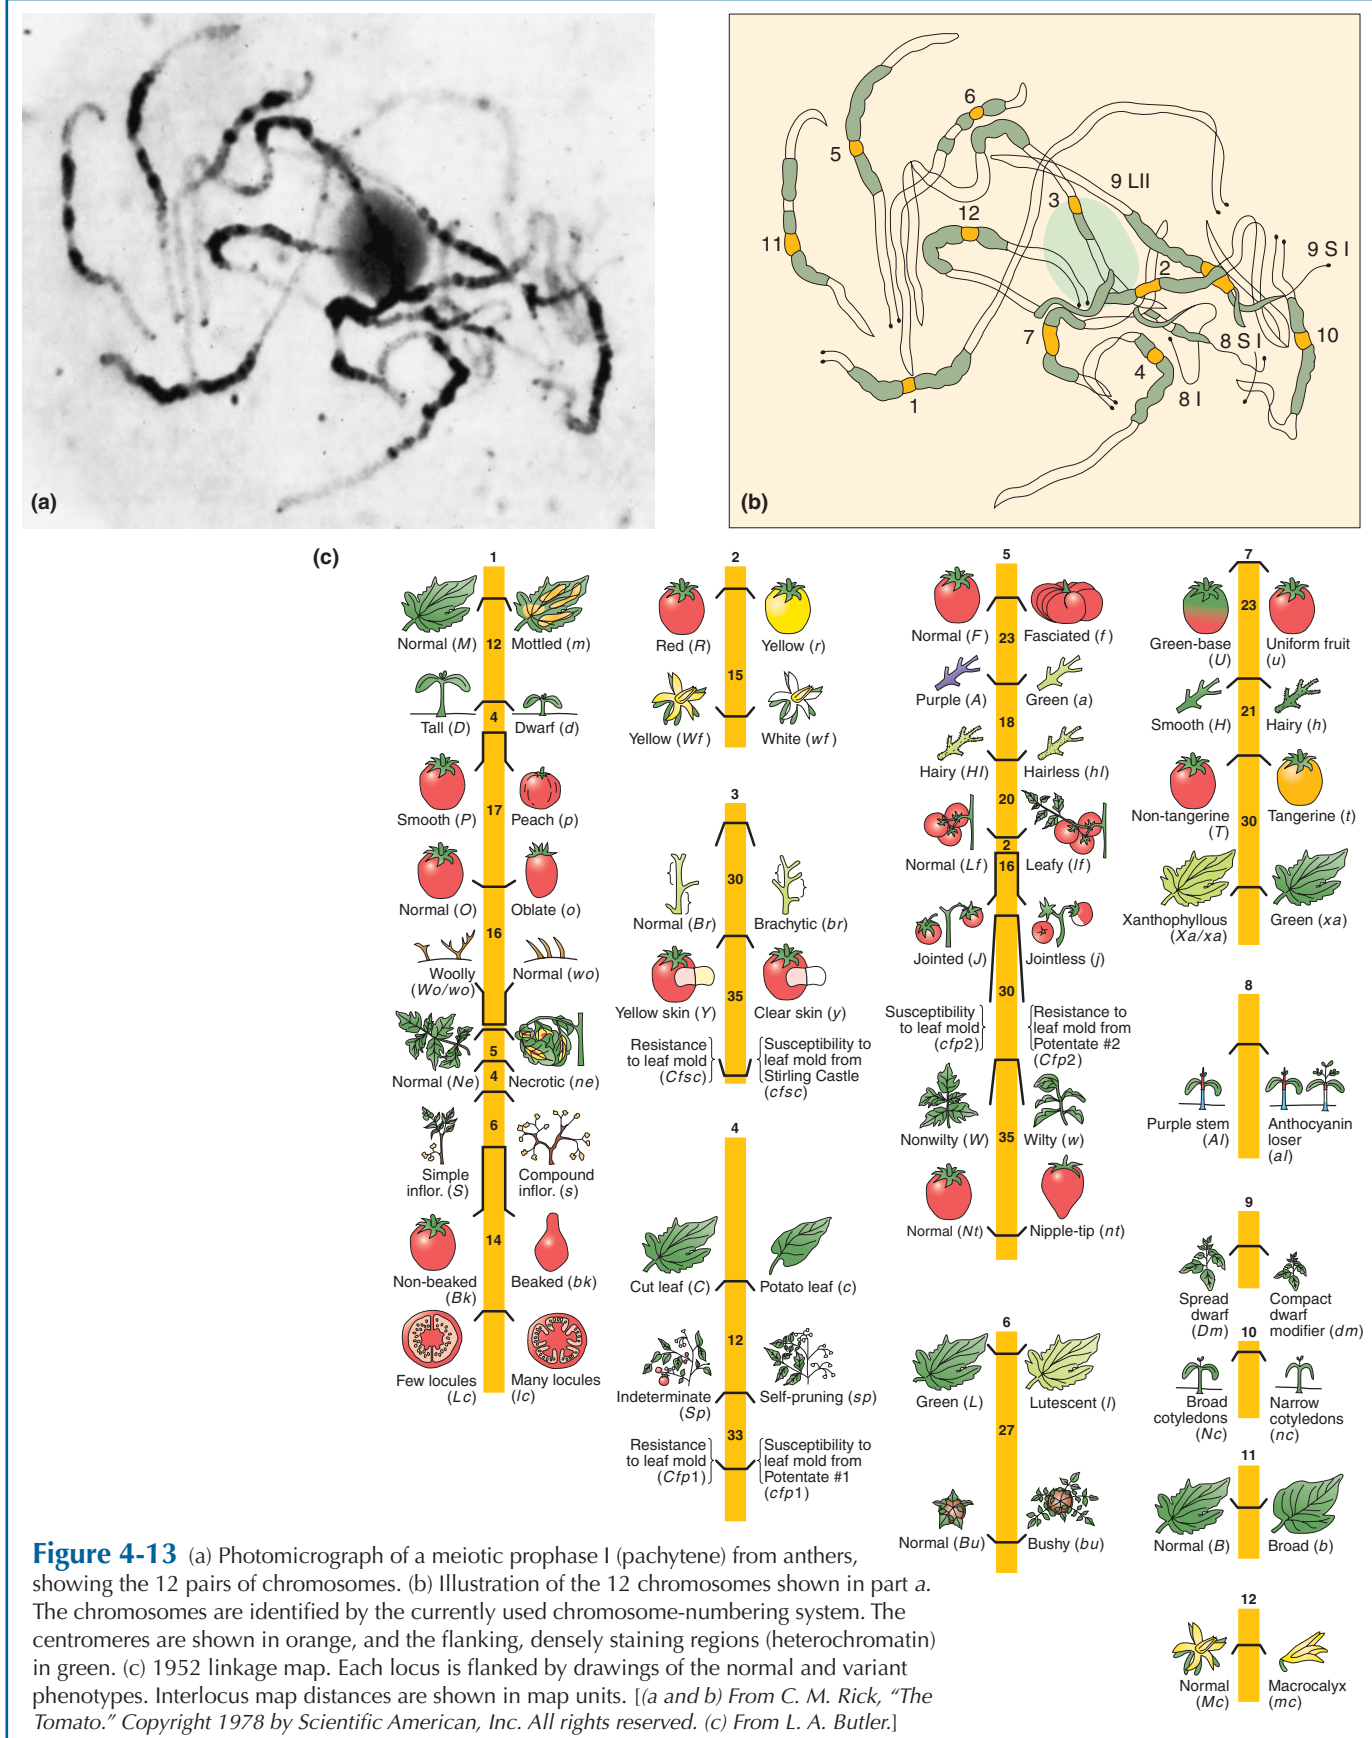 (a)
6
5
9 LII
3
12
11
9 S I
2
7
8 S I
10
4
1
8 I
(b)
(c)
1
Normal (M)
Mottled (m)
12
Tall (D)
Dwarf (d)
4
Smooth (P)
Peach (p)
17
Normal (O)
Oblate (o)
16
Woolly
(Wo/wo)
Normal (wo)
Normal (Ne)
Necrotic (ne)
5
4
6
Simple
inflor. (S)
Compound
inflor. (s)
14
Non-beaked
(Bk)
Beaked (bk)
Few locules
(Lc)
Many locules
(lc)
2
Red (R)
Yellow (r)
15
Yellow (Wf)
White (wf)
3
30
Normal (Br)
Brachytic (br)
35
Yellow skin (Y)
Clear skin (y)
Resistance
to leaf mold
(Cfsc)
Susceptibility to
leaf mold from
Stirling Castle
(cfsc)
4
Cut leaf (C)
Potato leaf (c)
12
Indeterminate
(Sp)
Self-pruning (sp)
33
Resistance
to leaf mold
(Cfp1)
Susceptibility to
leaf mold from
Potentate #1
(cfp1)
5
Normal (F)
Fasciated (f)
23
Purple (A)
Green (a)
18
Hairy (Hl)
Hairless (hl)
20
Normal (Lf)
Leafy (lf)
2
16
Jointed (J)
Jointless (j)
30
Susceptibility
to leaf mold
(cfp2)
Resistance to
leaf mold from
Potentate #2
(Cfp2)
Nonwilty (W)
Wilty (w)
35
Normal (Nt)
Nipple-tip (nt)
6
Green (L)
Lutescent (l)
27
Normal (Bu)
Bushy (bu)
7
23
Green-base
(U)
Uniform fruit
(u)
21
Smooth (H)
Hairy (h)
Non-tangerine
(T)
Tangerine (t)
30
Xanthophyllous
(Xa/xa)
Green (xa)
8
Purple stem
(Al)
Anthocyanin
loser
(al)
9
Spread
dwarf
(Dm)
Compact
dwarf
modifier (dm)
10
Broad
cotyledons
(Nc)
Narrow
cotyledons
(nc)
11
Normal (B)
Broad (b)
12
Normal
(Mc)
Macrocalyx
(mc)
Figure 4-13 (a) Photomicrograph of a meiotic prophase I (pachytene) from anthers,
showing the 12 pairs of chromosomes. (b) Illustration of the 12 chromosomes shown in part a.
The chromosomes are identified by the currently used chromosome-numbering system. The
centromeres are shown in orange, and the flanking, densely staining regions (heterochromatin)
in green. (c) 1952 linkage map. Each locus is flanked by drawings of the normal and variant
phenotypes. Interlocus map distances are shown in map units. [(a and b) From C. M. Rick, “The
Tomato.” Copyright 1978 by Scientific American, Inc. All rights reserved. (c) From L. A. Butler.]